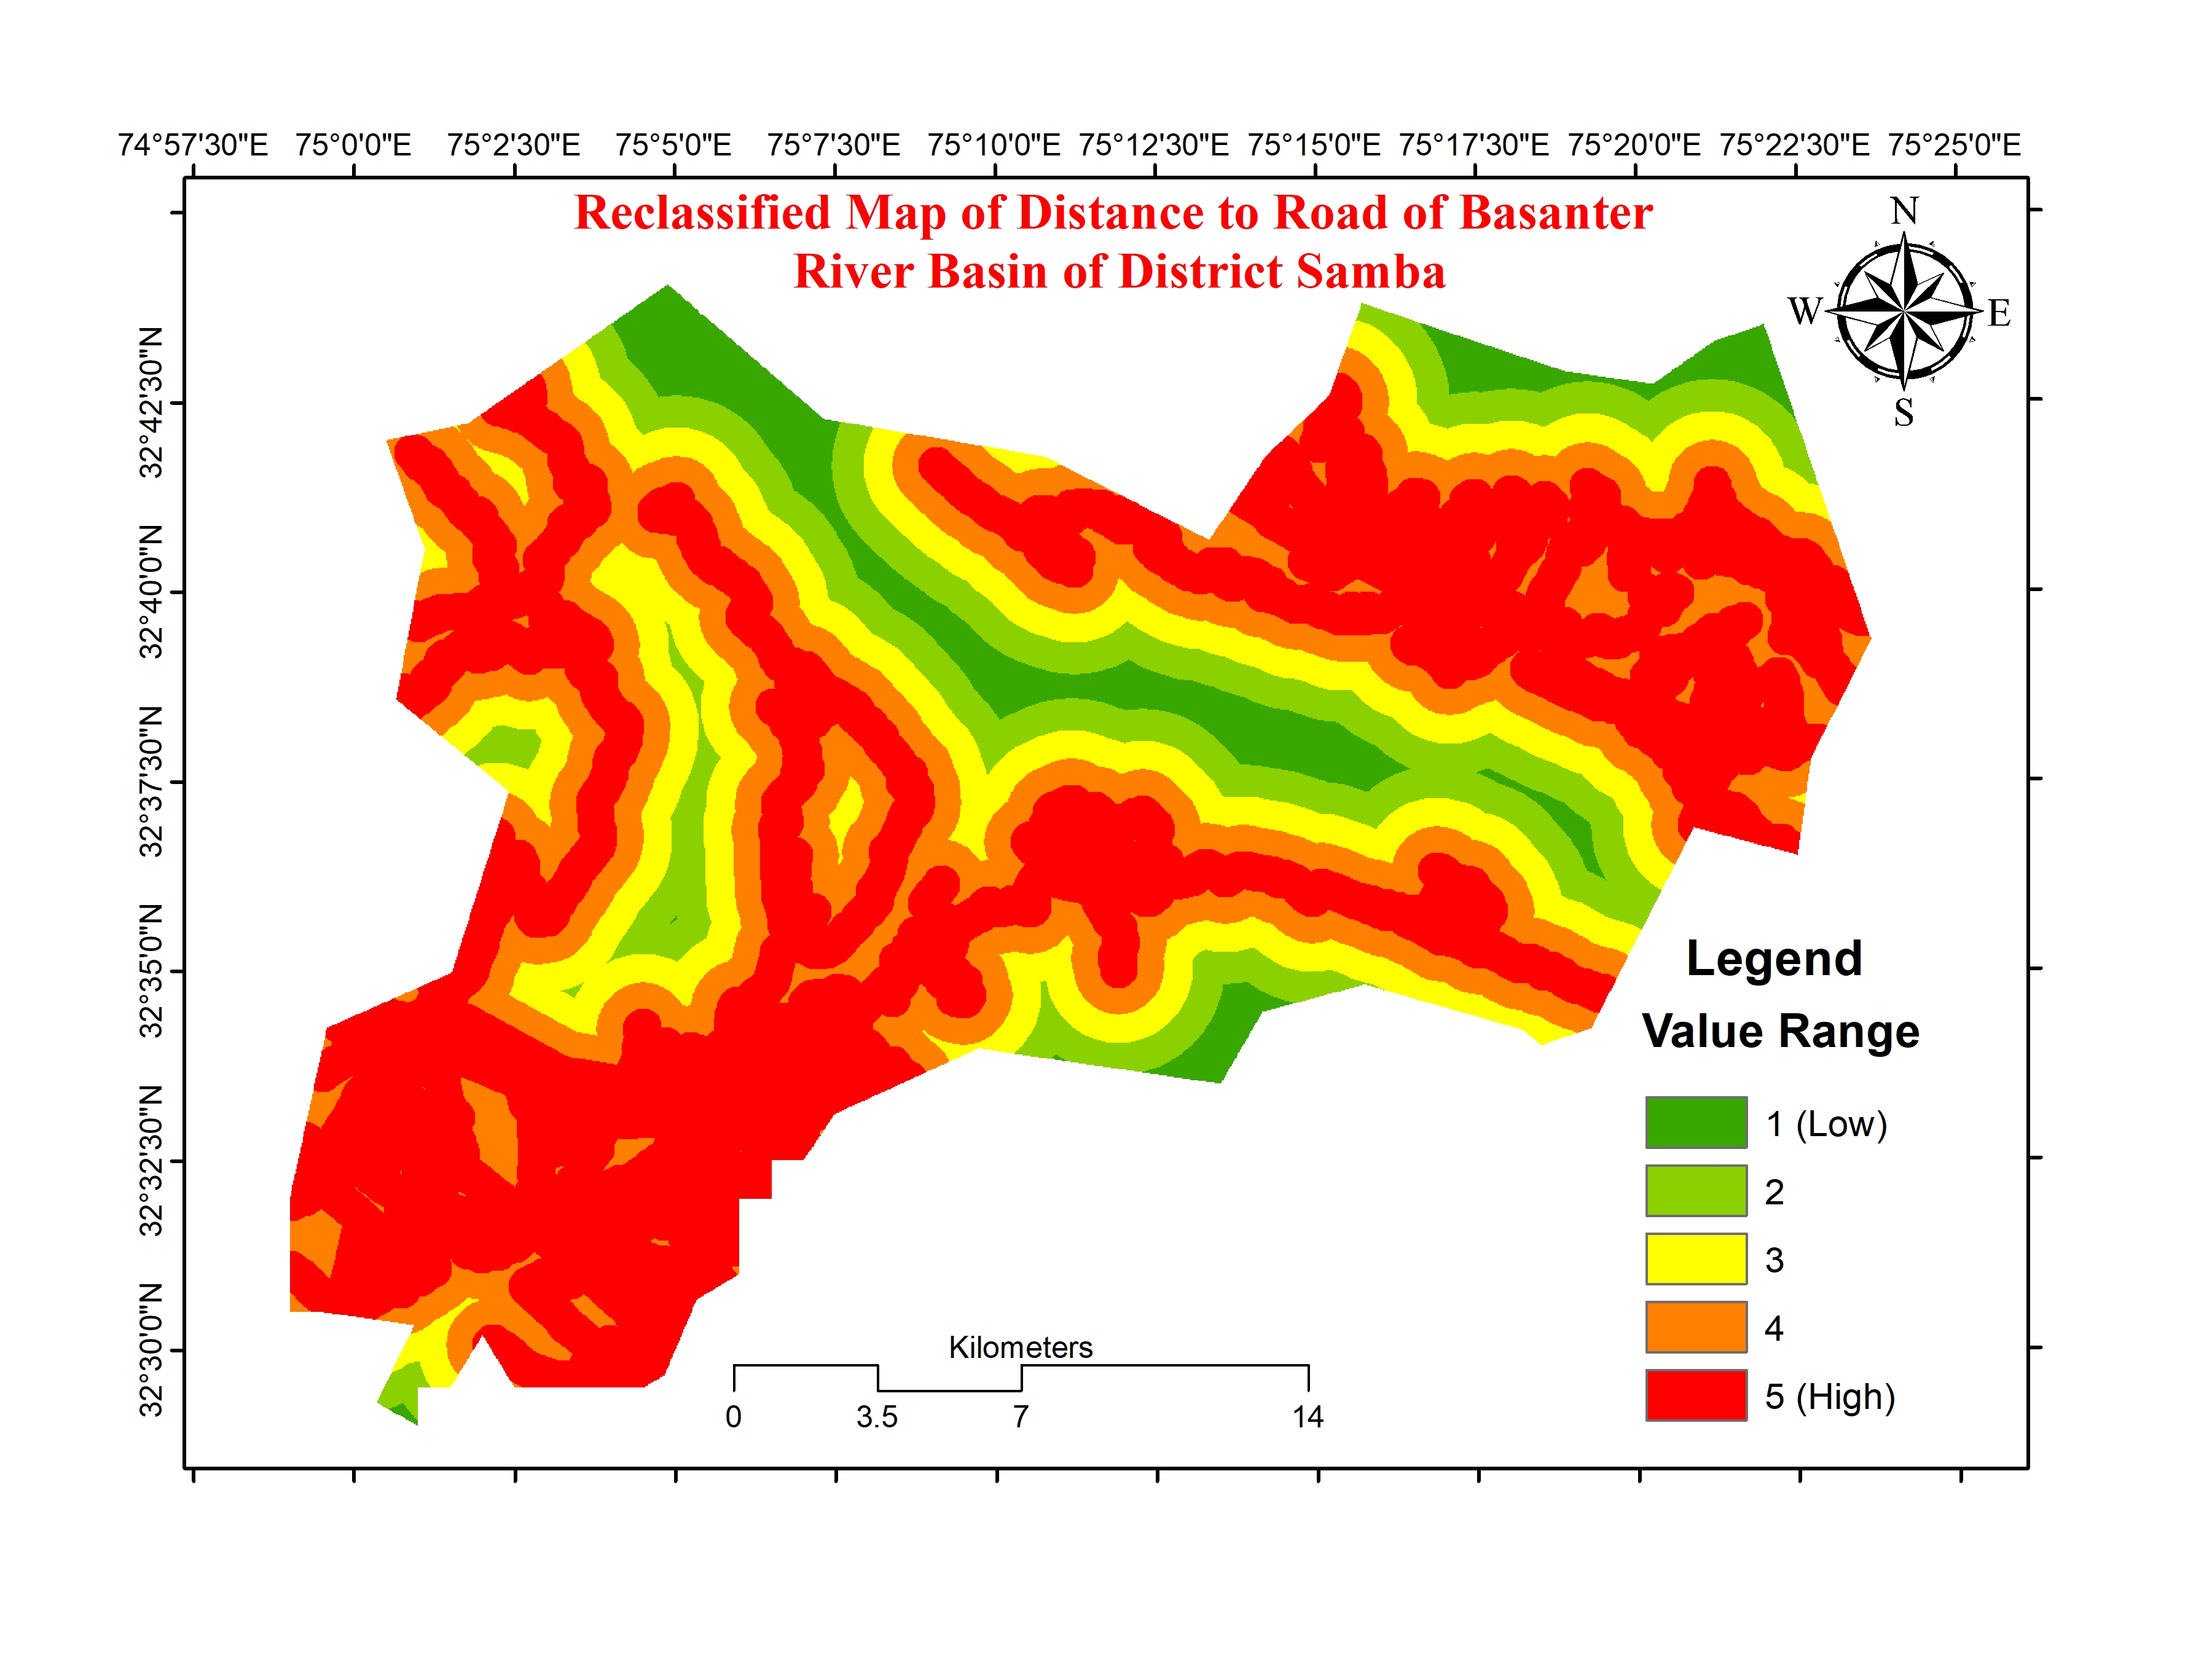 74°57'30"E 75°0'0"E 75°2'30"E 75°5'0"E 75°7'30"E 75°10'0"E 75°12'30"E 75°15'0"E 75°17'30"E 75°20'0"E 75°22'30"E 75°25'0"E
Reclassified Map of Distance to Road of Basanter
River Basin of District Samba
N
W E
S
32°42'30"N
32°40'0"N
32°37'30"N
32°35'0"N
32°32'30"N
32°30'0"N
Legend
Value Range
1 (Low)
2
3
4
5 (High)
Kilometers
0 3.5 7 14